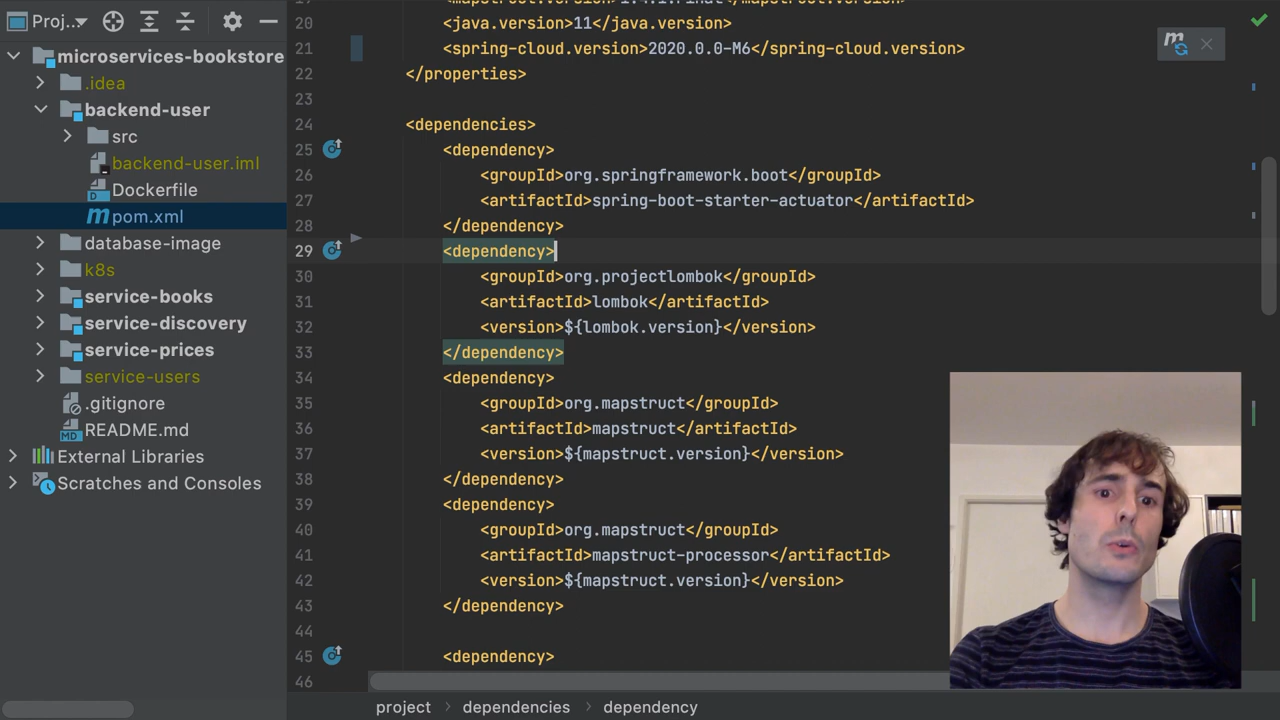 Proj...
microservices-bookstore
.idea
backend-user
src
backend-user.iml
Dockerfile
pom.xml
database-image
k8s
service-books
service-discovery
service-prices
service-users
.gitignore
README.md
External Libraries
Scratches and Consoles
20 <java.version>11</java.version>
21 <spring-cloud.version>2020.0.0-M6</spring-cloud.version>
22 </properties>
23
24 <dependencies>
25 <dependency>
26 <groupId>org.springframework.boot</groupId>
27 <artifactId>spring-boot-starter-actuator</artifactId>
28 </dependency>
29 <dependency>
30 <groupId>org.projectlombok</groupId>
31 <artifactId>lombok</artifactId>
32 <version>${lombok.version}</version>
33 </dependency>
34 <dependency>
35 <groupId>org.mapstruct</groupId>
36 <artifactId>mapstruct</artifactId>
37 <version>${mapstruct.version}</version>
38 </dependency>
39 <dependency>
40 <groupId>org.mapstruct</groupId>
41 <artifactId>mapstruct-processor</artifactId>
42 <version>${mapstruct.version}</version>
43 </dependency>
44
45 <dependency>
46
project > dependencies > dependency